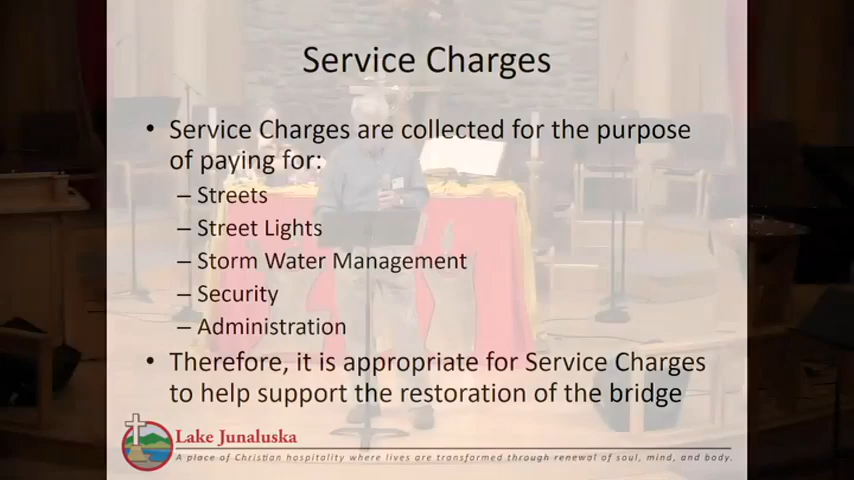 Service Charges
• Service Charges are collected for the purpose
of paying for:
– Streets
– Street Lights
– Storm Water Management
– Security
– Administration
• Therefore, it is appropriate for Service Charges
to help support the restoration of the bridge
Lake Junaluska
A place of Christian hospitality where lives are transformed through renewal of soul, mind, and body.